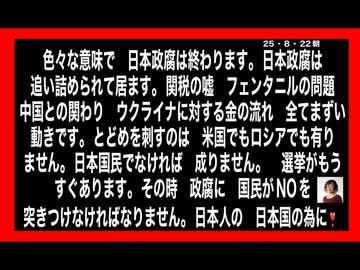 25・8・22朝
色々な意味で　日本政腐は終わります。日本政腐は
追い詰められて居ます。関税の嘘　フェンタニルの問題
中国との関わり　ウクライナに対する金の流れ　全てまずい
動きです。とどめを刺すのは　米国でもロシアでも有り
ません。日本国民でなければ　成りません。　選挙がもう
すぐあります。その時　政腐に　国民がNOを
突きつけなければなりません。日本人の　日本国の為に❣